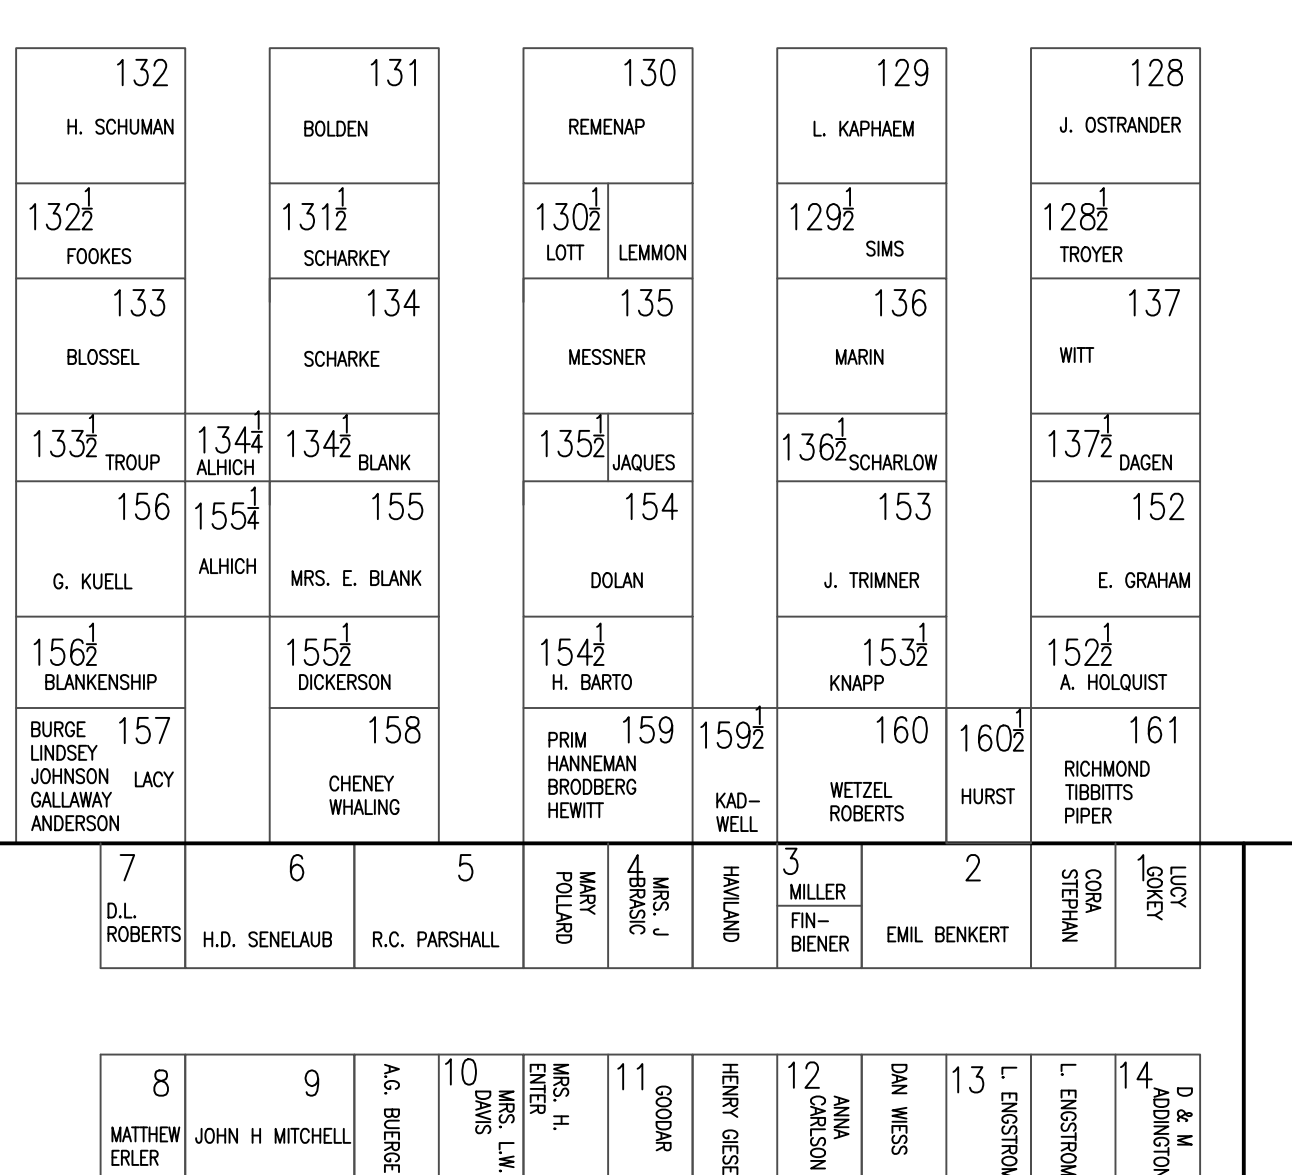 132
H. SCHUMAN
131
BOLDEN
130
REMENAP
129
L. KAPHAEM
128
J. OSTRANDER
132½
FOOKES
131½
SCHARKEY
130½
LOTT
LEMMON
129½
SIMS
128½
TROYER
133
BLOSSEL
134
SCHARKE
135
MESSNER
136
MARIN
137
WITT
133½
TROUP
134¼
ALHICH
134½
BLANK
135½
JAQUES
136½
SCHARLOW
137½
DAGEN
156
G. KUELL
155¼
ALHICH
155
MRS. E. BLANK
154
DOLAN
153
J. TRIMNER
152
E. GRAHAM
156½
BLANKENSHIP
155½
DICKERSON
154½
H. BARTO
153½
KNAPP
152½
A. HOLQUIST
157
BURGE
LINDSEY
JOHNSON
GALLAWAY
ANDERSON
LACY
158
CHENEY
WHALING
159
PRIM
HANNEMAN
BRODBERG
HEWITT
159½
KAD-
WELL
160
WETZEL
ROBERTS
160½
HURST
161
RICHMOND
TIBBITTS
PIPER
7
D.L.
ROBERTS
6
H.D. SENELAUB
5
R.C. PARSHALL
MARY
POLLARD
4
MRS. J
BRASIC
HAVILAND
3
MILLER
FIN-
BIENER
2
EMIL BENKERT
CORA
STEPHAN
1
LUCY
GOKEY
8
MATTHEW
ERLER
9
JOHN H MITCHELL
A.G. BUERGE
10
MRS. L.W.
DAVIS
MRS. H.
ENTER
11
GOODAR
HENRY GIESE
12
ANNA
CARLSON
DAN WIESS
13
L. ENGSTROM
L. ENGSTROM
14
D & M
ADDINGTON